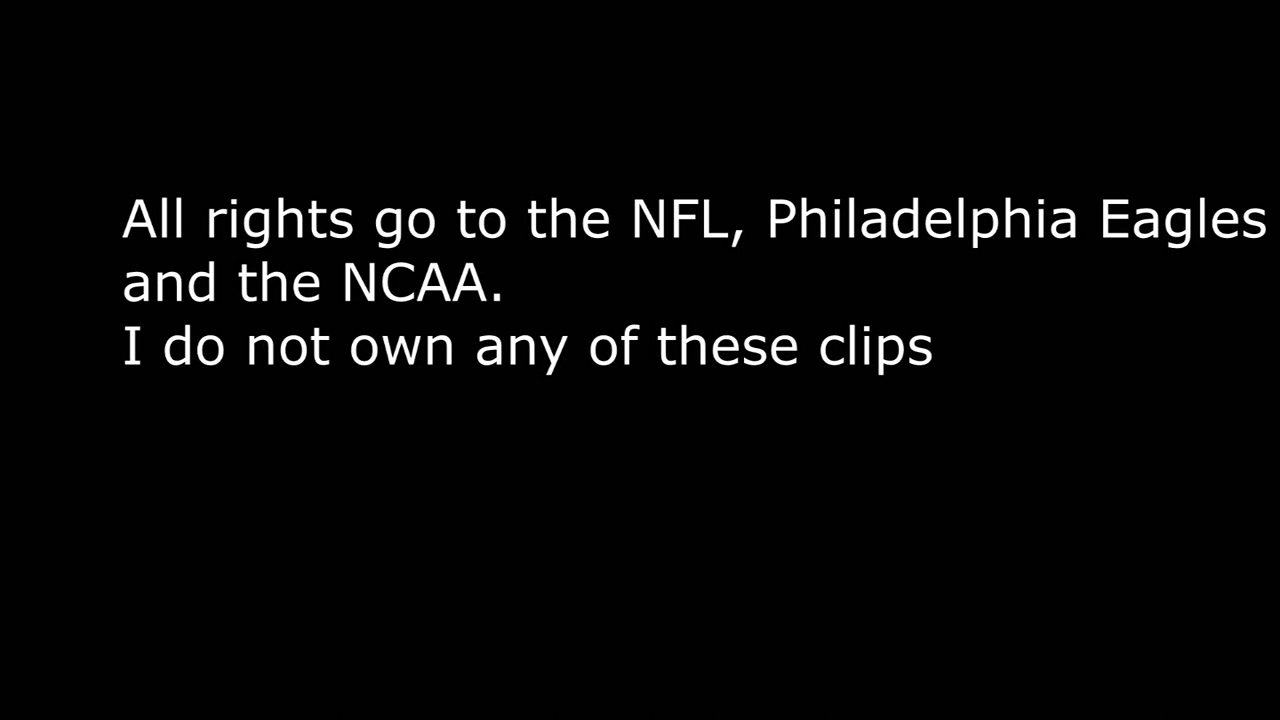 All rights go to the NFL, Philadelphia Eagles
and the NCAA.
I do not own any of these clips